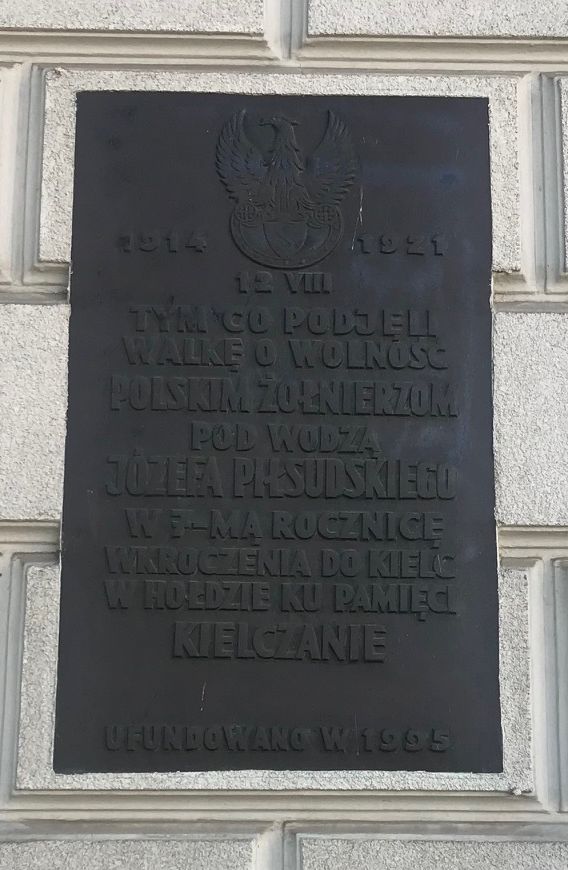 1914 1921
12 VIII
TYM CO PODJĘLI
WALKĘ O WOLNOŚĆ
POLSKIM ŻOŁNIERZOM
POD WODZĄ
JÓZEFA PIŁSUDSKIEGO
W 7-MĄ ROCZNICĘ
WKROCZENIA DO KIELC
W HOŁDZIE KU PAMIĘCI
KIELCZANIE
UFUNDOWANO W 1995